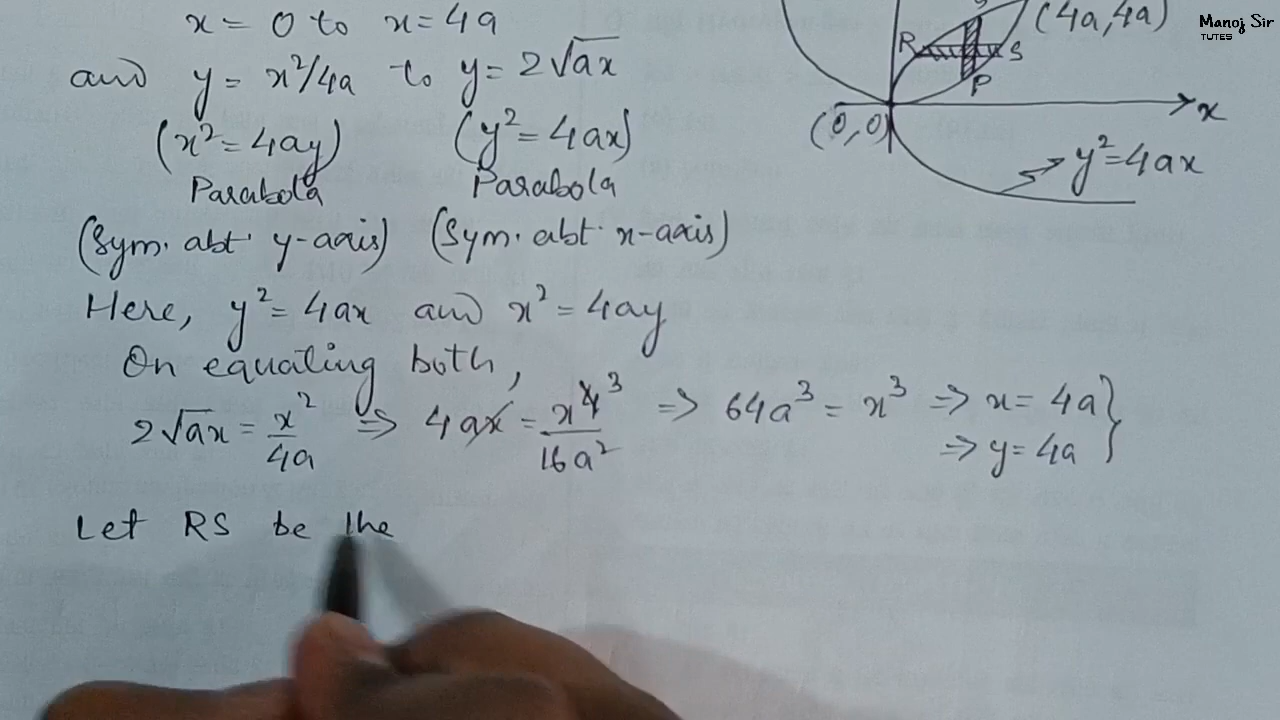 x = 0 to x = 4a
and y = x²/4a to y = 2√ax
(x² = 4ay) (y² = 4ax)
Parabola Parabola
(Sym. abt. y-axis) (Sym. abt. x-axis)
Here, y² = 4ax and x² = 4ay
On equating both,
2√ax = x²/4a => 4ax = x⁴ ³/16a² => 64a³ = x³ => x = 4a }
=> y = 4a
Let RS be the
(4a, 4a)
R S
P
x
(0, 0)
y² = 4ax
Manoj Sir
TUTES